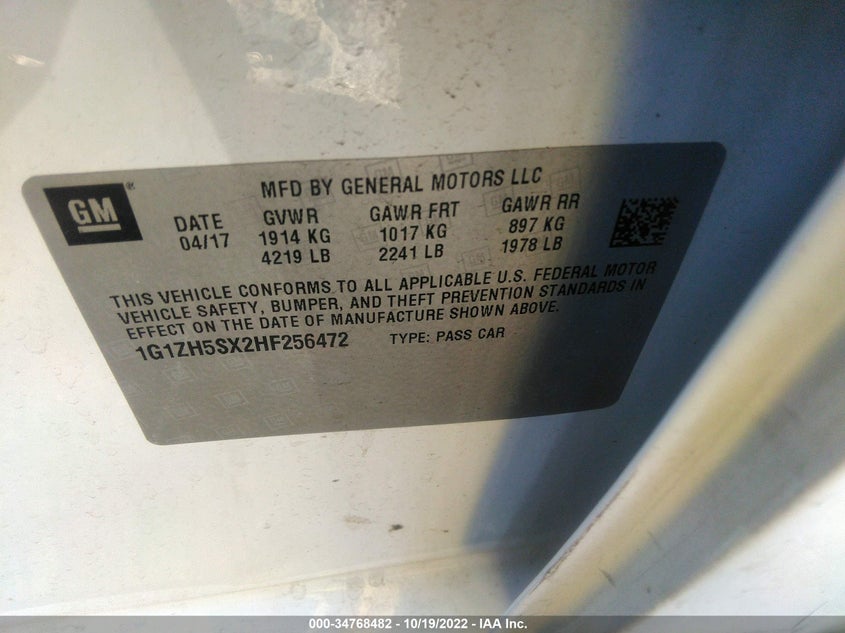 GM®
MFD BY GENERAL MOTORS LLC
DATE GVWR GAWR FRT GAWR RR
04/17 1914 KG 1017 KG 897 KG
4219 LB 2241 LB 1978 LB
THIS VEHICLE CONFORMS TO ALL APPLICABLE U.S. FEDERAL MOTOR
VEHICLE SAFETY, BUMPER, AND THEFT PREVENTION STANDARDS IN
EFFECT ON THE DATE OF MANUFACTURE SHOWN ABOVE.
1G1ZH5SX2HF256472 TYPE: PASS CAR
000-34768482 - 10/19/2022 - IAA Inc.